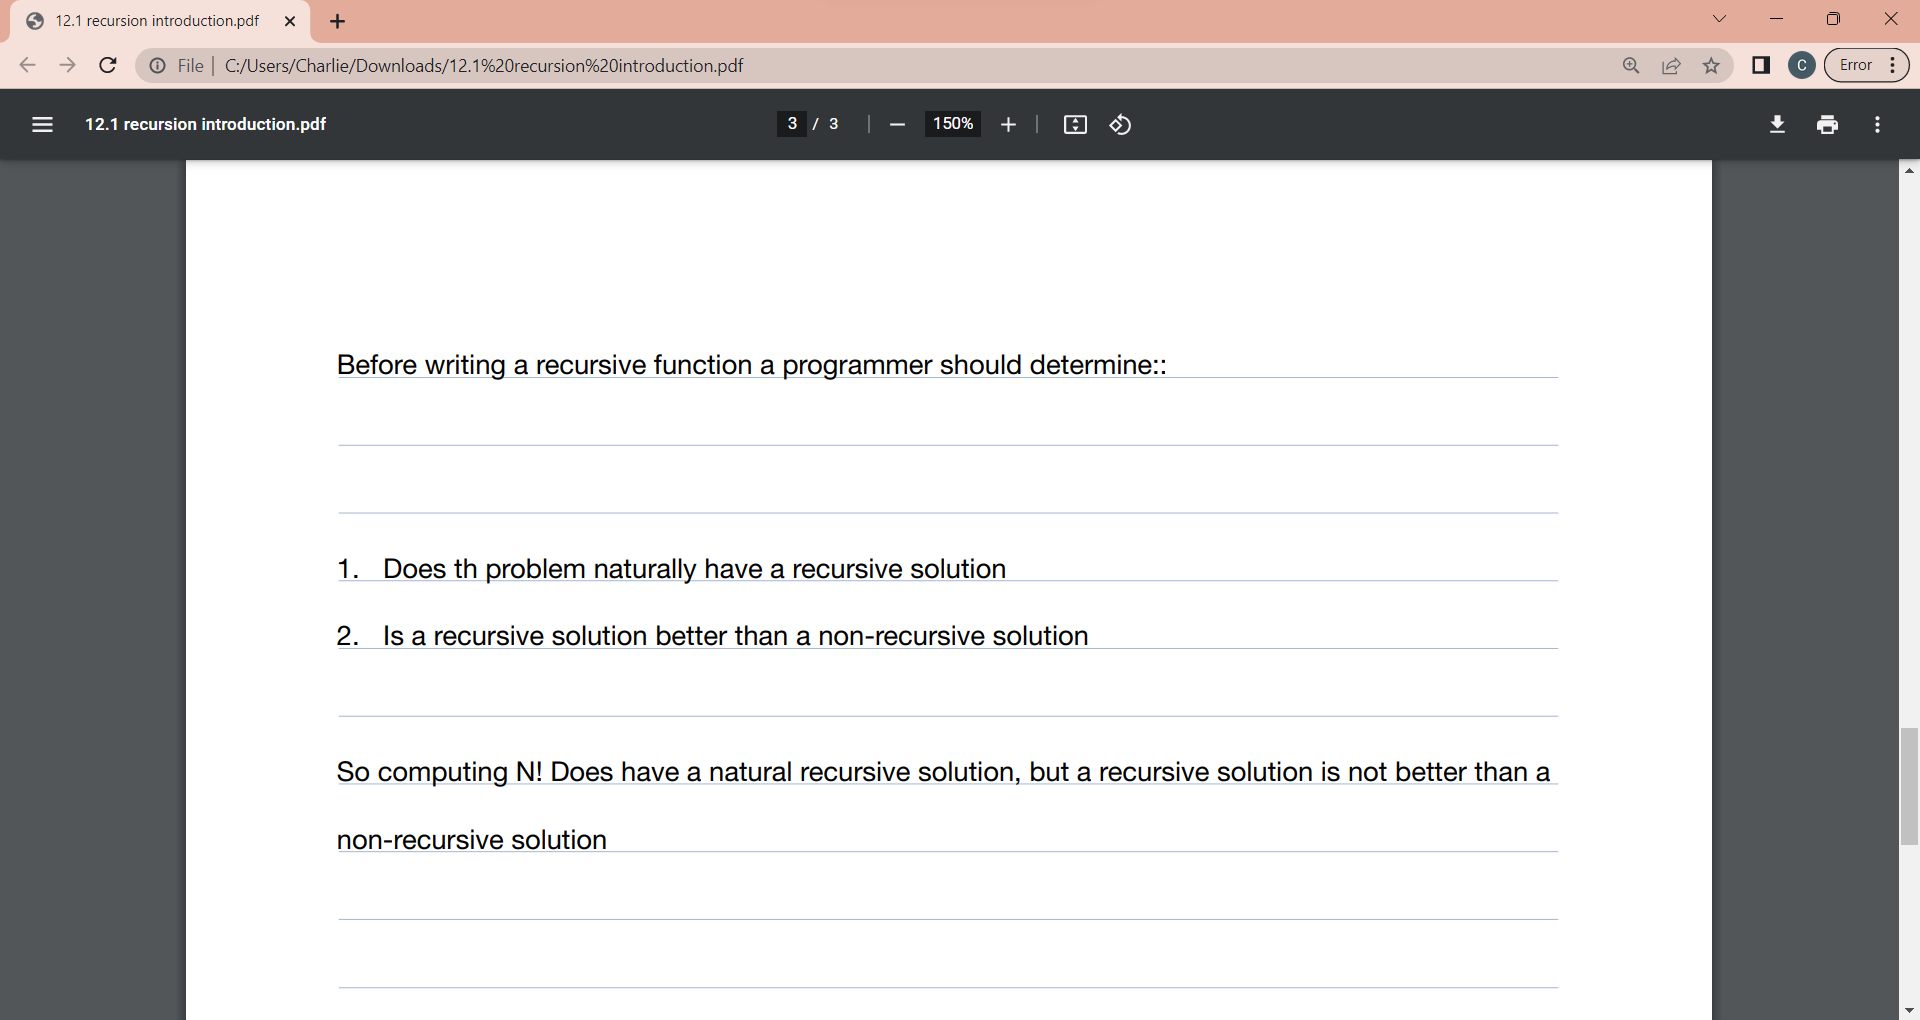 12.1 recursion introduction.pdf
File | C:/Users/Charlie/Downloads/12.1%20recursion%20introduction.pdf
C
Error
12.1 recursion introduction.pdf
3 / 3
150%
Before writing a recursive function a programmer should determine::
1. Does th problem naturally have a recursive solution
2. Is a recursive solution better than a non-recursive solution
So computing N! Does have a natural recursive solution, but a recursive solution is not better than a
non-recursive solution